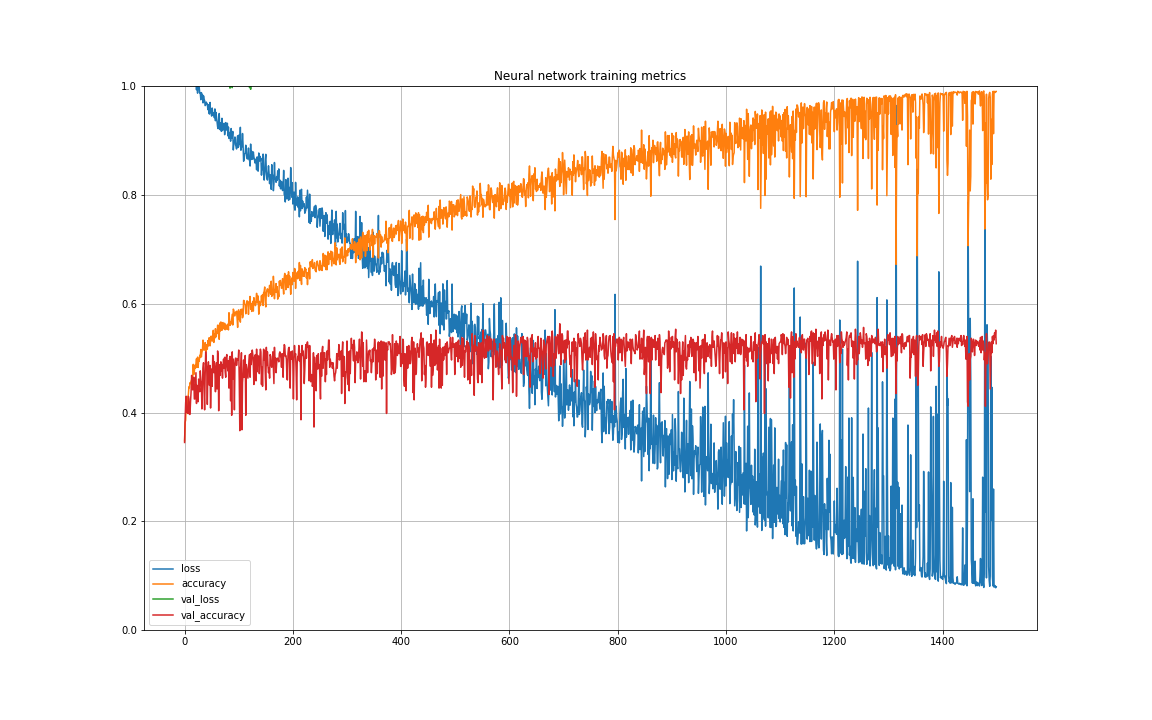 Neural network training metrics
1.0
0.8
0.6
0.4
0.2
0.0
loss
accuracy
val_loss
val_accuracy
0 200 400 600 800 1000 1200 1400